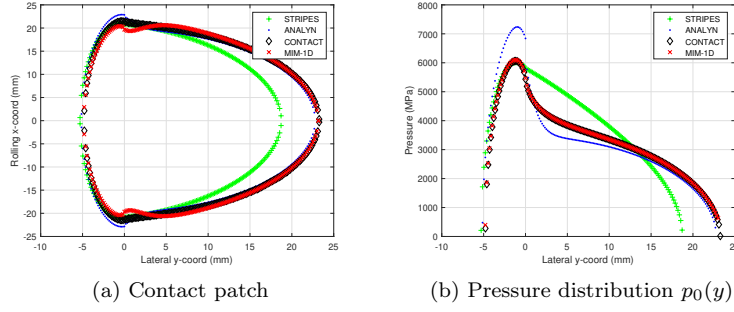 25
20
15
10
5
0
-5
-10
-15
-20
-25
-10 -5 0 5 10 15 20 25
Rolling x-coord (mm)
Lateral y-coord (mm)
STRIPES
ANALYN
CONTACT
MIM-1D
(a) Contact patch
8000
7000
6000
5000
4000
3000
2000
1000
0
-10 -5 0 5 10 15 20 25
Pressure (MPa)
Lateral y-coord (mm)
STRIPES
ANALYN
CONTACT
MIM-1D
(b) Pressure distribution p₀(y)